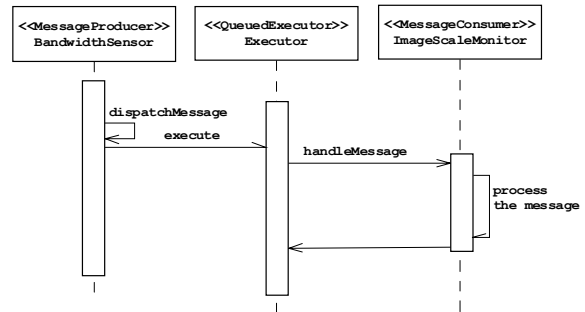 <<MessageProducer>>
BandwidthSensor
<<QueuedExecutor>>
Executor
<<MessageConsumer>>
ImageScaleMonitor
dispatchMessage
execute
handleMessage
process
the message